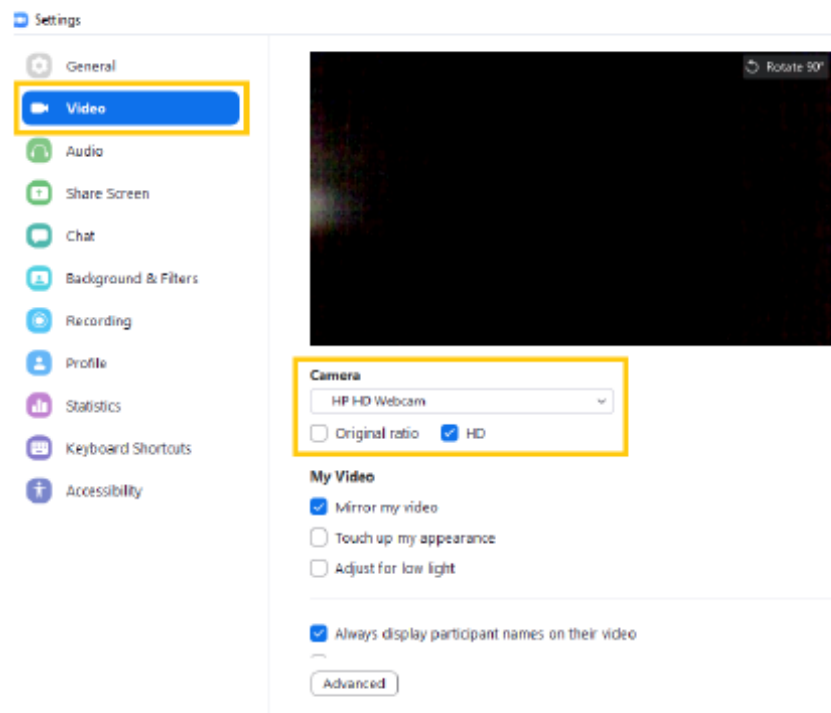 Settings
General
Video
Audio
Share Screen
Chat
Background & Filters
Recording
Profile
Statistics
Keyboard Shortcuts
Accessibility
Rotate 90°
Camera
HP HD Webcam
Original ratio HD
My Video
Mirror my video
Touch up my appearance
Adjust for low light
Always display participant names on their video
Advanced